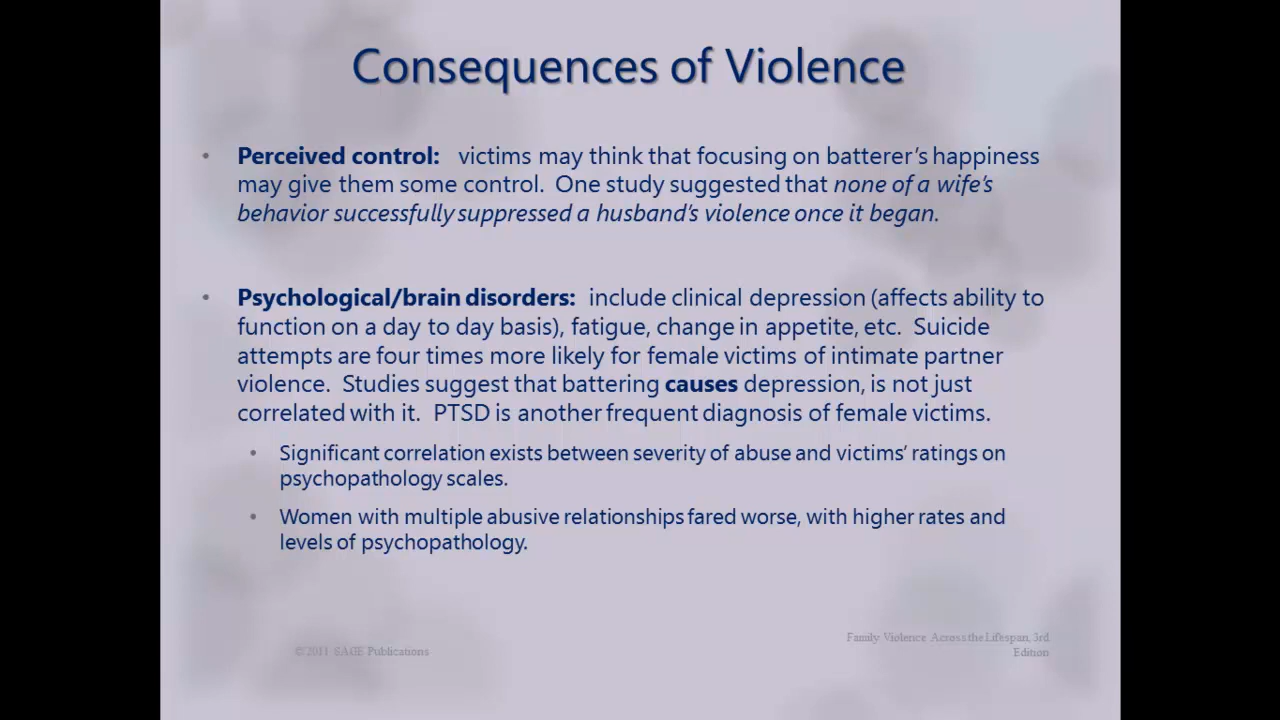 Consequences of Violence
• Perceived control: victims may think that focusing on batterer's happiness
may give them some control. One study suggested that none of a wife's
behavior successfully suppressed a husband's violence once it began.
• Psychological/brain disorders: include clinical depression (affects ability to
function on a day to day basis), fatigue, change in appetite, etc. Suicide
attempts are four times more likely for female victims of intimate partner
violence. Studies suggest that battering causes depression, is not just
correlated with it. PTSD is another frequent diagnosis of female victims.
• Significant correlation exists between severity of abuse and victims' ratings on
psychopathology scales.
• Women with multiple abusive relationships fared worse, with higher rates and
levels of psychopathology.
©2011 SAGE Publications
Family Violence Across the Lifespan, 3rd
Edition